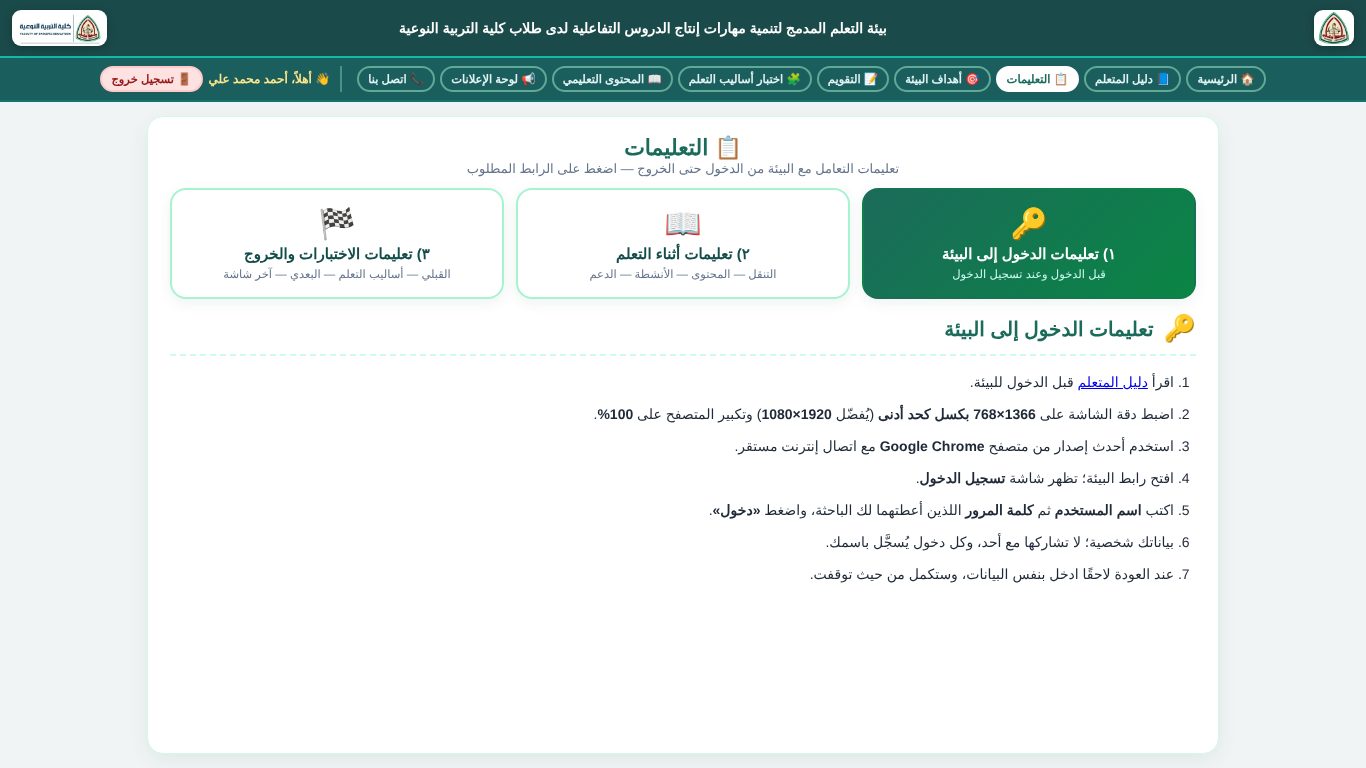 بيئة التعلم المدمج لتنمية مهارات إنتاج الدروس التفاعلية لدى طلاب كلية التربية النوعية
كلية التربية النوعية
FACULTY OF SPECIFIC EDUCATION
🏠 الرئيسية
📘 دليل المتعلم
📋 التعليمات
🎯 أهداف البيئة
📝 التقويم
🧩 اختبار أساليب التعلم
📖 المحتوى التعليمي
📢 لوحة الإعلانات
📞 اتصل بنا
👋 أهلاً، أحمد محمد علي
🚪 تسجيل خروج
📋 التعليمات
تعليمات التعامل مع البيئة من الدخول حتى الخروج — اضغط على الرابط المطلوب
١) تعليمات الدخول إلى البيئة
قبل الدخول وعند تسجيل الدخول
٢) تعليمات أثناء التعلم
التنقل — المحتوى — الأنشطة — الدعم
٣) تعليمات الاختبارات والخروج
القبلي — أساليب التعلم — البعدي — آخر شاشة
🔑 تعليمات الدخول إلى البيئة
1. اقرأ دليل المتعلم قبل الدخول للبيئة.
2. اضبط دقة الشاشة على 1366×768 بكسل كحد أدنى (يُفضّل 1920×1080) وتكبير المتصفح على 100%.
3. استخدم أحدث إصدار من متصفح Google Chrome مع اتصال إنترنت مستقر.
4. افتح رابط البيئة؛ تظهر شاشة تسجيل الدخول.
5. اكتب اسم المستخدم ثم كلمة المرور اللذين أعطتهما لك الباحثة، واضغط «دخول».
6. بياناتك شخصية؛ لا تشاركها مع أحد، وكل دخول يُسجَّل باسمك.
7. عند العودة لاحقًا ادخل بنفس البيانات، وستكمل من حيث توقفت.